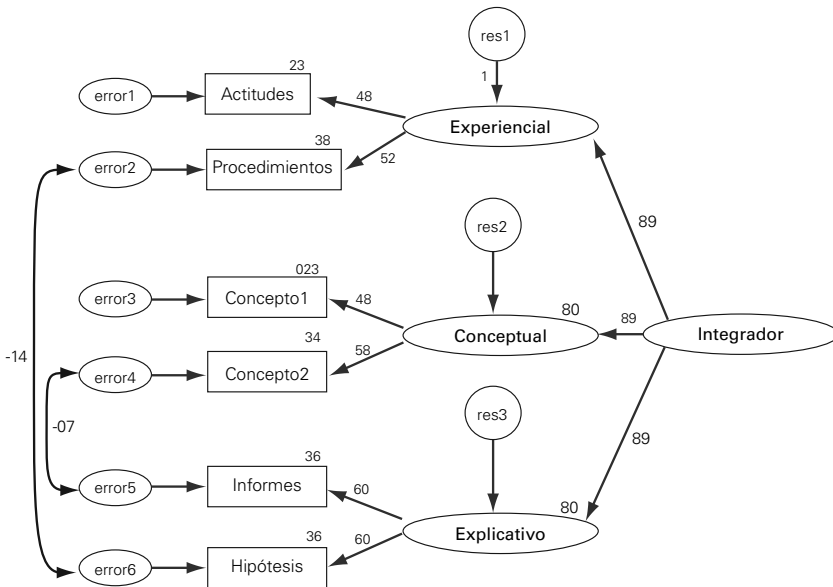 res1
23
1
error1
Actitudes
48
Experiencial
38
error2
Procedimientos
52
89
res2
023
error3
Concepto1
48
80
89
Conceptual
Integrador
34
58
-14
error4
Concepto2
res3
-07
89
36
error5
Informes
60
80
Explicativo
36
60
error6
Hipótesis